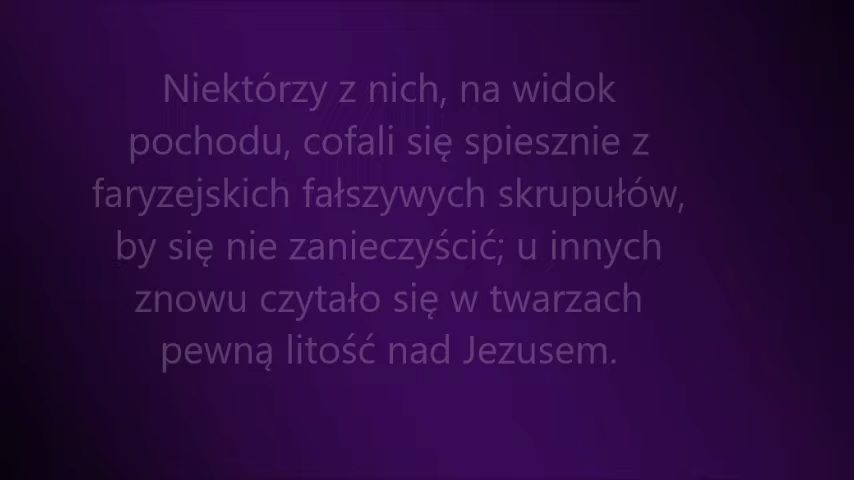 Niektórzy z nich, na widok
pochodu, cofali się spiesznie z
faryzejskich fałszywych skrupułów,
by się nie zanieczyścić; u innych
znowu czytało się w twarzach
pewną litość nad Jezusem.